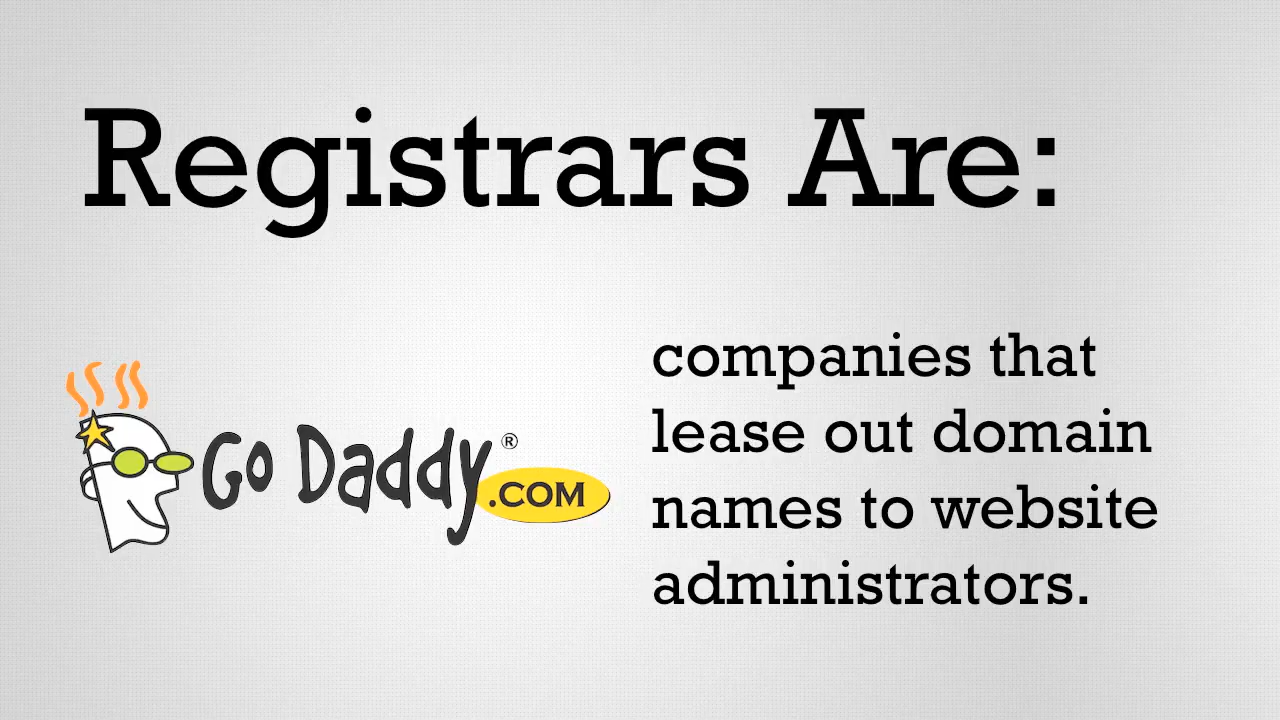 Registrars Are:
Go Daddy®.COM
companies that
lease out domain
names to website
administrators.